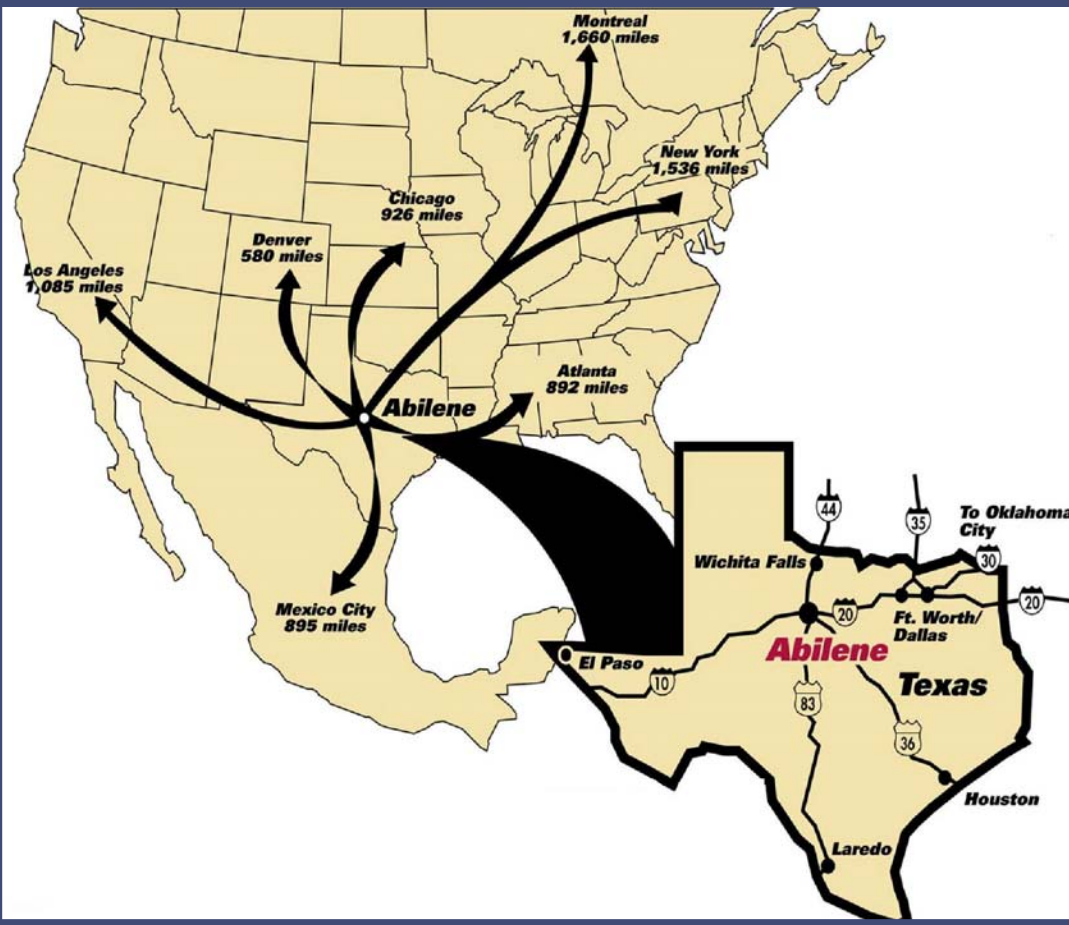 Montreal
1,660 miles
New York
1,536 miles
Chicago
926 miles
Denver
580 miles
Los Angeles
1,085 miles
Atlanta
892 miles
Abilene
Mexico City
895 miles
44
35
To Oklahoma
City
30
Wichita Falls
20
20
Ft. Worth/
Dallas
Abilene
El Paso
10
Texas
83
36
Houston
Laredo